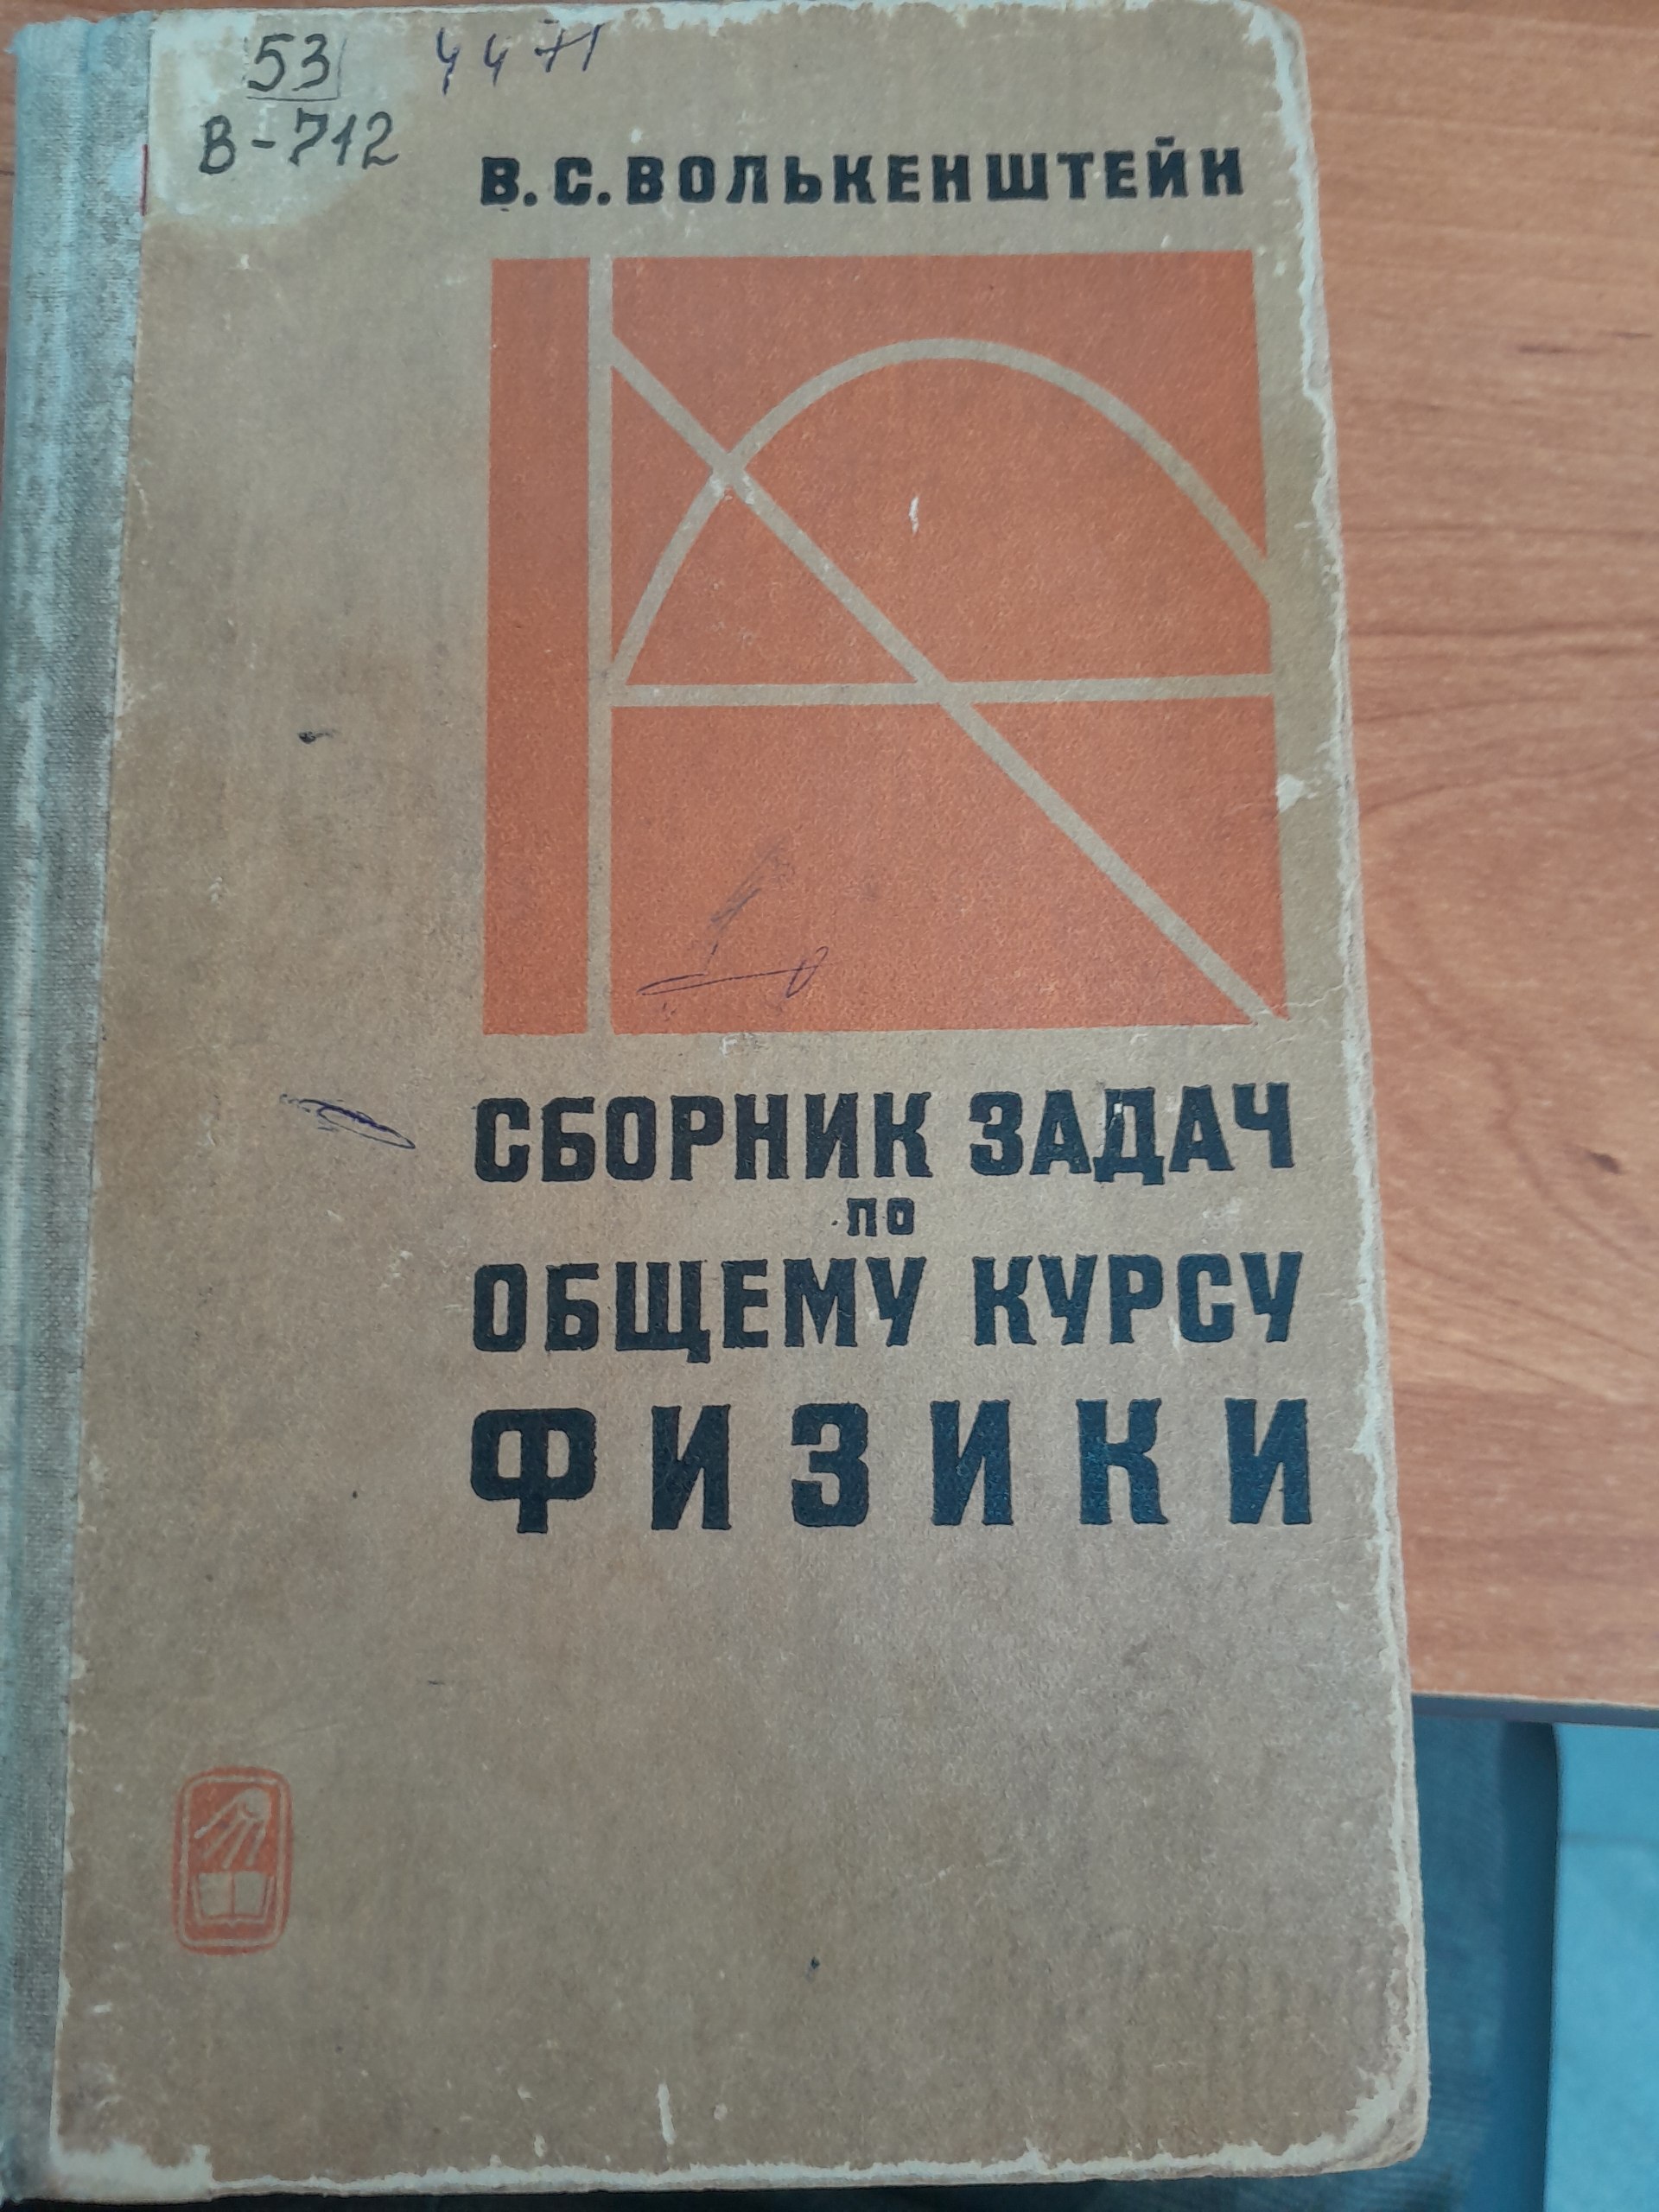 53
4471
В-712
В. С. ВОЛЬКЕНШТЕЙН
СБОРНИК ЗАДАЧ
ПО
ОБЩЕМУ КУРСУ
ФИЗИКИ